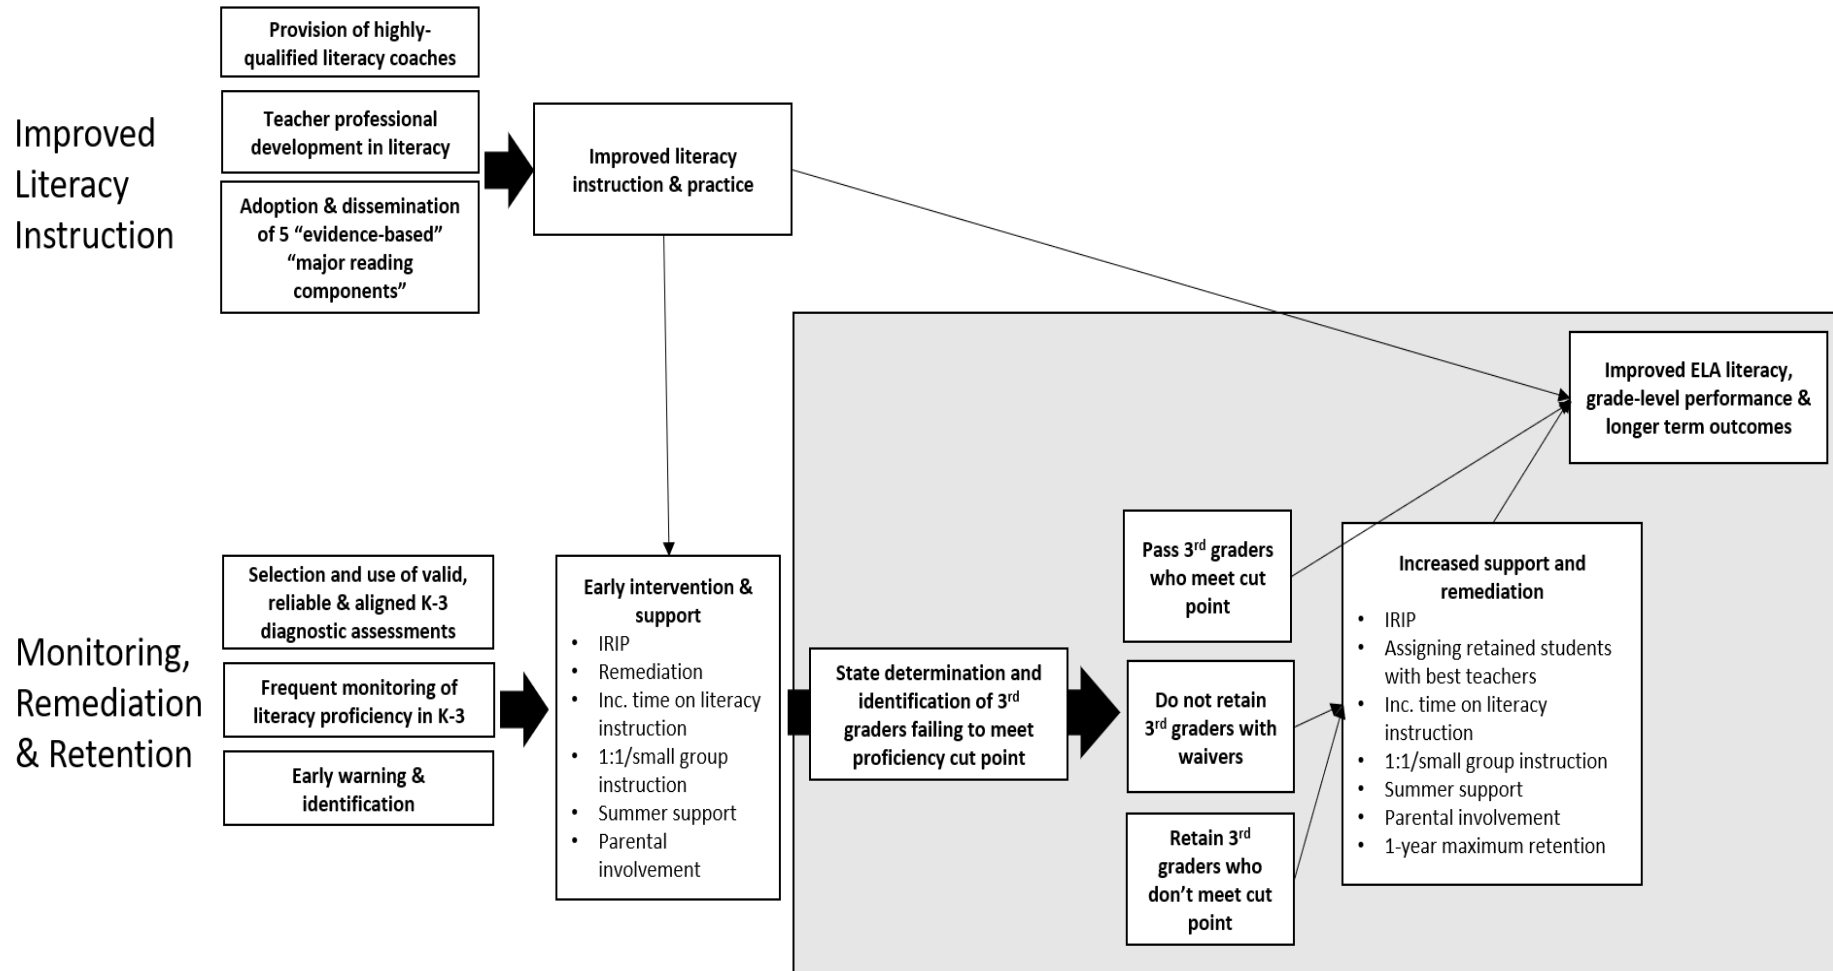 Provision of highly-
qualified literacy coaches
Improved
Literacy
Instruction
Teacher professional
development in literacy
Adoption & dissemination
of 5 “evidence-based”
“major reading
components”
Improved literacy
instruction & practice
Improved ELA literacy,
grade-level performance &
longer term outcomes
Monitoring,
Remediation
& Retention
Selection and use of valid,
reliable & aligned K-3
diagnostic assessments
Frequent monitoring of
literacy proficiency in K-3
Early warning &
identification
Early intervention &
support
• IRIP
• Remediation
• Inc. time on literacy
instruction
• 1:1/small group
instruction
• Summer support
• Parental
involvement
State determination and
identification of 3rd
graders failing to meet
proficiency cut point
Pass 3rd graders
who meet cut
point
Do not retain
3rd graders with
waivers
Retain 3rd
graders who
don’t meet cut
point
Increased support and
remediation
• IRIP
• Assigning retained students
with best teachers
• Inc. time on literacy
instruction
• 1:1/small group instruction
• Summer support
• Parental involvement
• 1-year maximum retention